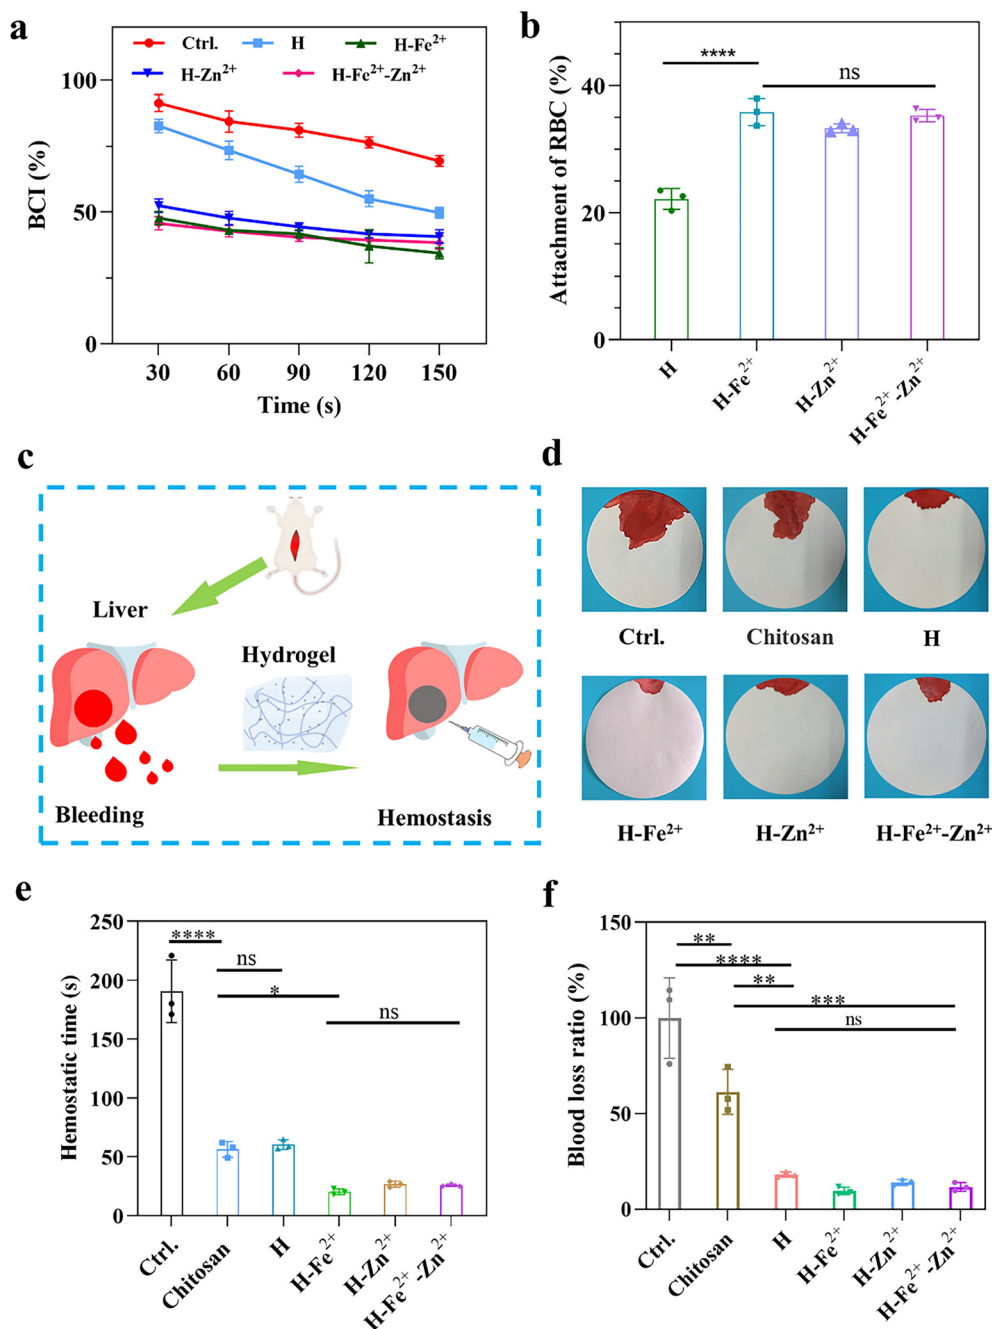 a
Ctrl. H H-Fe²⁺
H-Zn²⁺ H-Fe²⁺-Zn²⁺
BCI (%)
100
50
0
30 60 90 120 150
Time (s)
b
****
ns
Attachment of RBC (%)
40
20
0
H
H-Fe²⁺
H-Zn²⁺
H-Fe²⁺-Zn²⁺
c
Liver
Hydrogel
Bleeding
Hemostasis
d
Ctrl. Chitosan H
H-Fe²⁺ H-Zn²⁺ H-Fe²⁺-Zn²⁺
e
Hemostatic time (s)
250
200
150
100
50
0
****
ns
*
ns
Ctrl.
Chitosan
H
H-Fe²⁺
H-Zn²⁺
H-Fe²⁺-Zn²⁺
f
Blood loss ratio (%)
150
100
50
0
**
****
**
***
ns
Ctrl.
Chitosan
H
H-Fe²⁺
H-Zn²⁺
H-Fe²⁺-Zn²⁺